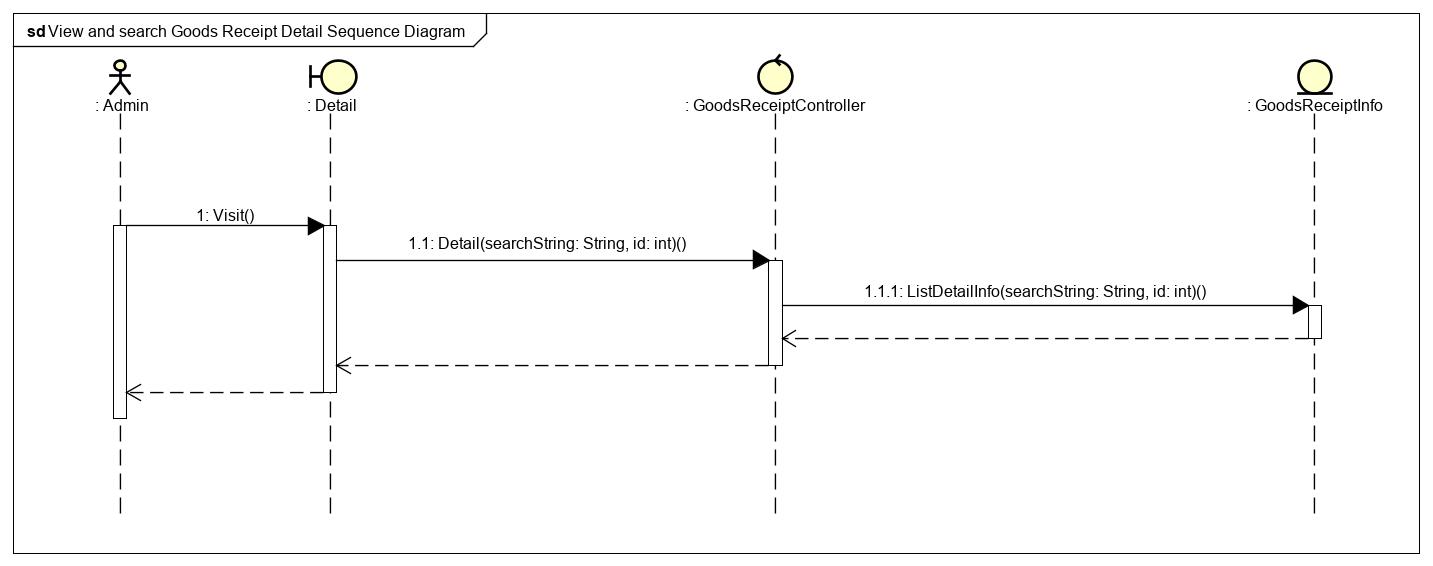 sd View and search Goods Receipt Detail Sequence Diagram
: Admin
: Detail
: GoodsReceiptController
: GoodsReceiptInfo
1: Visit()
1.1: Detail(searchString: String, id: int)()
1.1.1: ListDetailInfo(searchString: String, id: int)()